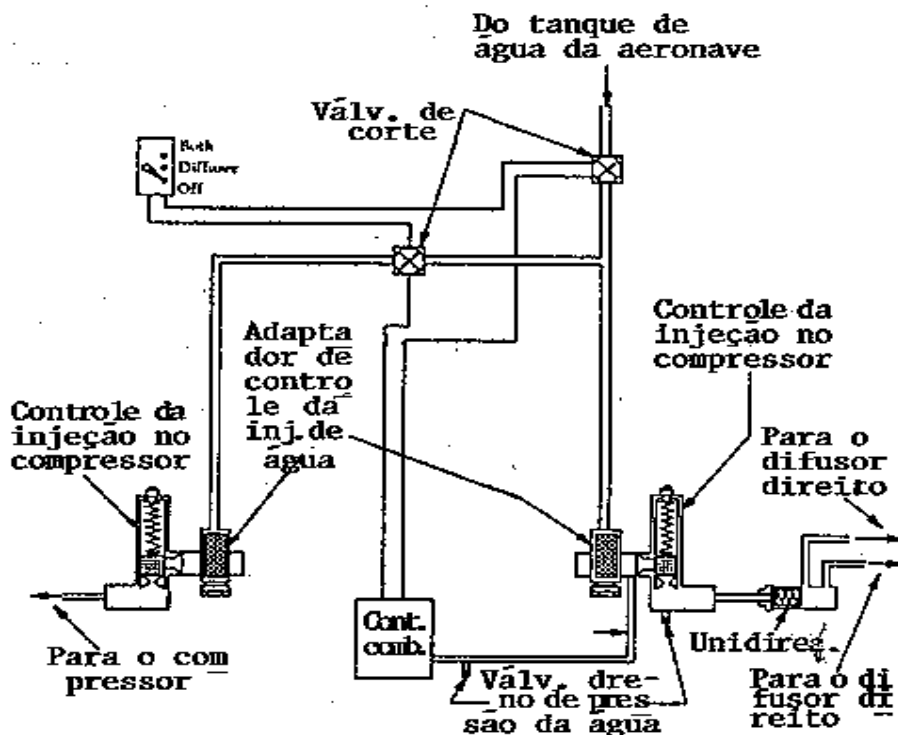 Do tanque de
água da aeronave
Válv. de
corte
Both
Diffuser
Off
Controle da
injeção no
compressor
Adapta
dor de
contro
le da
inj.de
água
Controle da
injeção no
compressor
Para o
difusor
direito
Cont.
comb.
Para o com
pressor
Válv. dre-
no de pres
são da água
Unidires.
Para o di
fusor di
reito